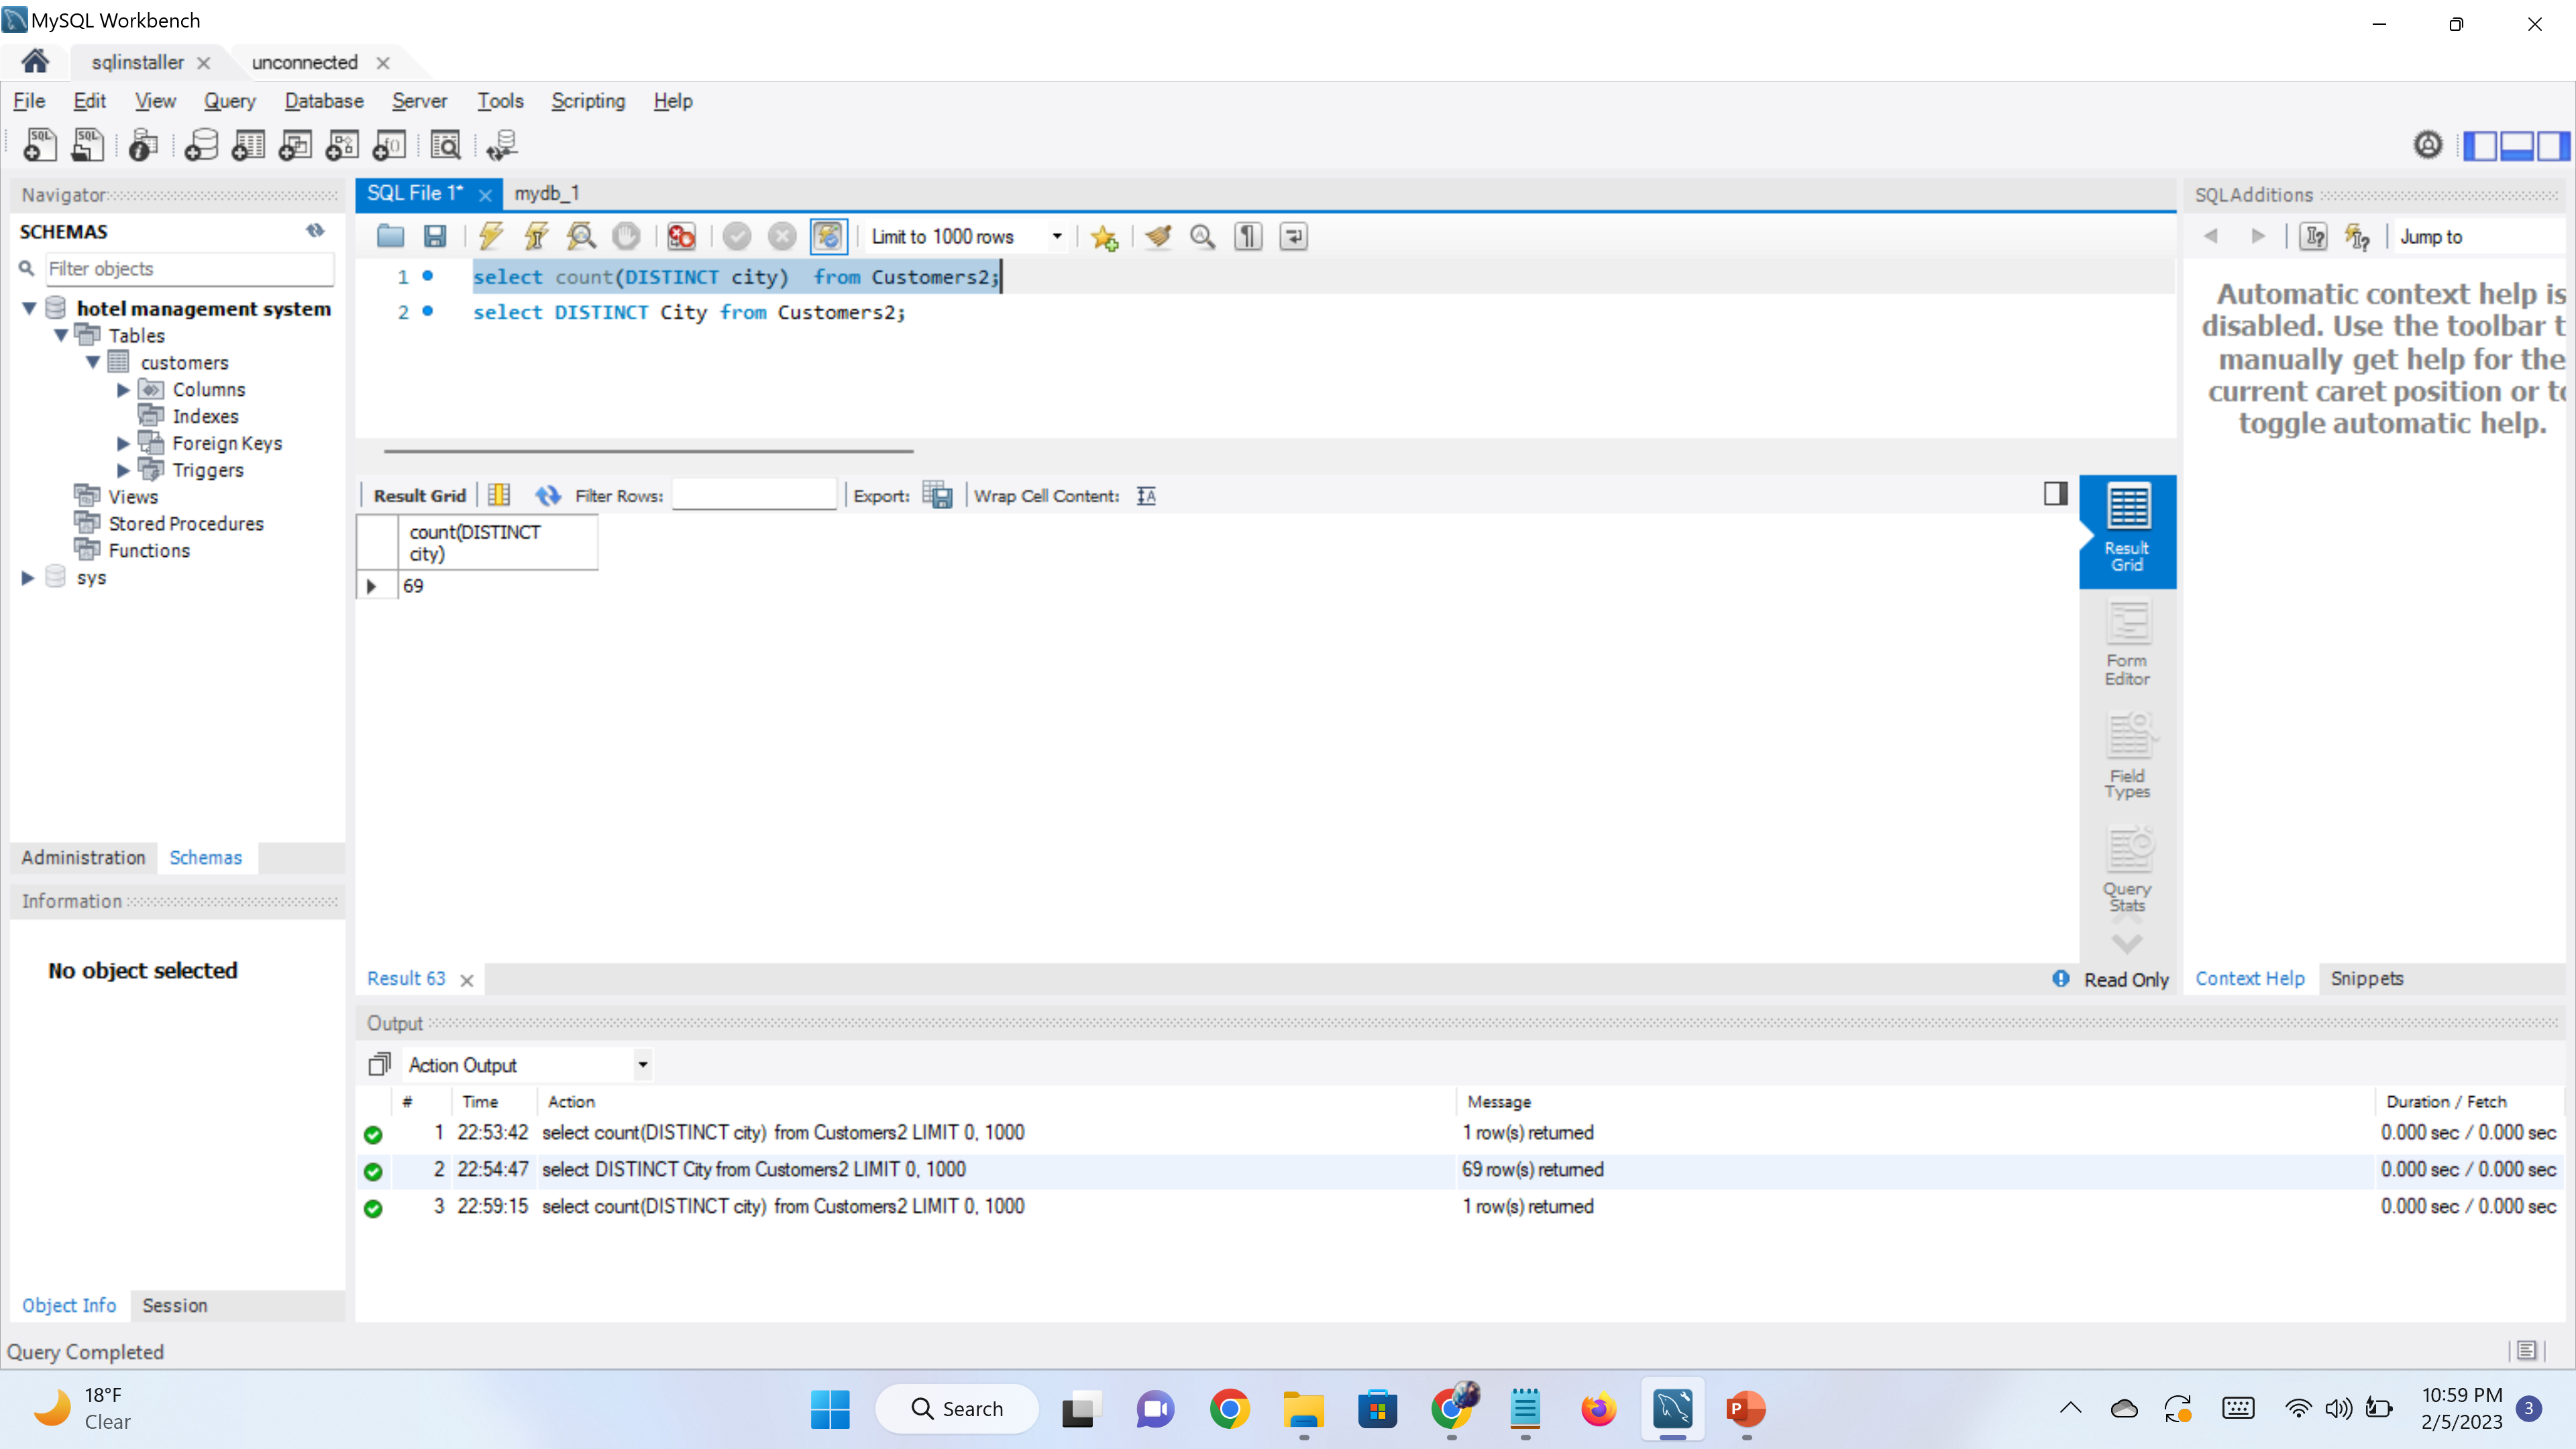 MySQL Workbench
sqlinstaller
unconnected
File Edit View Query Database Server Tools Scripting Help
Navigator
SCHEMAS
Filter objects
hotel management system
Tables
customers
Columns
Indexes
Foreign Keys
Triggers
Views
Stored Procedures
Functions
sys
Administration Schemas
Information
No object selected
Object Info Session
Query Completed
SQL File 1* mydb_1
Limit to 1000 rows
1 select count(DISTINCT city)  from Customers2;
2 select DISTINCT City from Customers2;
Result Grid Filter Rows: Export: Wrap Cell Content:
count(DISTINCT
city)
69
Result
Grid
Form
Editor
Field
Types
Query
Stats
Result 63
Read Only
SQLAdditions
Jump to
Automatic context help is
disabled. Use the toolbar t
manually get help for the
current caret position or to
toggle automatic help.
Context Help Snippets
Output
Action Output
# Time Action Message Duration / Fetch
1 22:53:42 select count(DISTINCT city)  from Customers2 LIMIT 0, 1000 1 row(s) returned 0.000 sec / 0.000 sec
2 22:54:47 select DISTINCT City from Customers2 LIMIT 0, 1000 69 row(s) returned 0.000 sec / 0.000 sec
3 22:59:15 select count(DISTINCT city)  from Customers2 LIMIT 0, 1000 1 row(s) returned 0.000 sec / 0.000 sec
18°F
Clear
Search
10:59 PM
2/5/2023
3